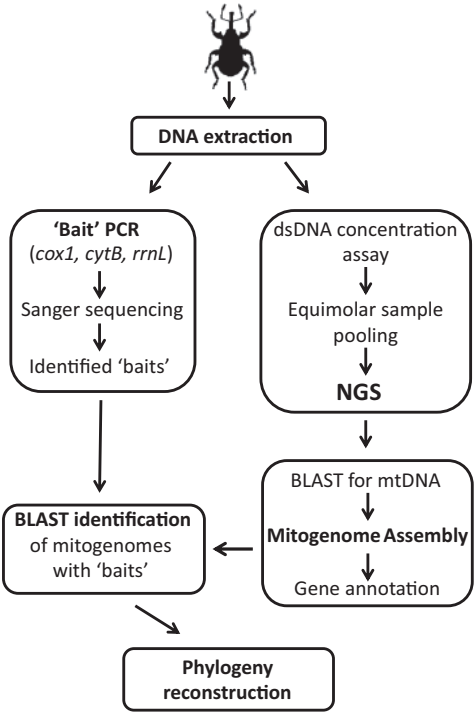 DNA extraction
‘Bait’ PCR
(cox1, cytB, rrnL)
Sanger sequencing
Identified ‘baits’
dsDNA concentration
assay
Equimolar sample
pooling
NGS
BLAST for mtDNA
Mitogenome Assembly
Gene annotation
BLAST identification
of mitogenomes
with ‘baits’
Phylogeny
reconstruction